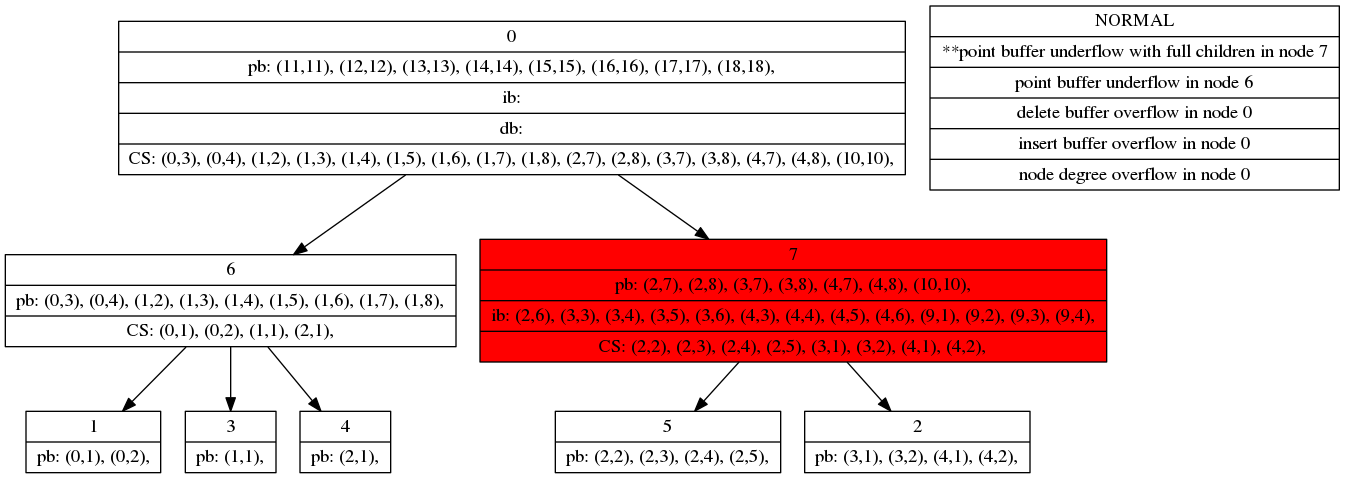 0
pb: (11,11), (12,12), (13,13), (14,14), (15,15), (16,16), (17,17), (18,18),
ib:
db:
CS: (0,3), (0,4), (1,2), (1,3), (1,4), (1,5), (1,6), (1,7), (1,8), (2,7), (2,8), (3,7), (3,8), (4,7), (4,8), (10,10),
NORMAL
**point buffer underflow with full children in node 7
point buffer underflow in node 6
delete buffer overflow in node 0
insert buffer overflow in node 0
node degree overflow in node 0
6
pb: (0,3), (0,4), (1,2), (1,3), (1,4), (1,5), (1,6), (1,7), (1,8),
CS: (0,1), (0,2), (1,1), (2,1),
7
pb: (2,7), (2,8), (3,7), (3,8), (4,7), (4,8), (10,10),
ib: (2,6), (3,3), (3,4), (3,5), (3,6), (4,3), (4,4), (4,5), (4,6), (9,1), (9,2), (9,3), (9,4),
CS: (2,2), (2,3), (2,4), (2,5), (3,1), (3,2), (4,1), (4,2),
1
pb: (0,1), (0,2),
3
pb: (1,1),
4
pb: (2,1),
5
pb: (2,2), (2,3), (2,4), (2,5),
2
pb: (3,1), (3,2), (4,1), (4,2),